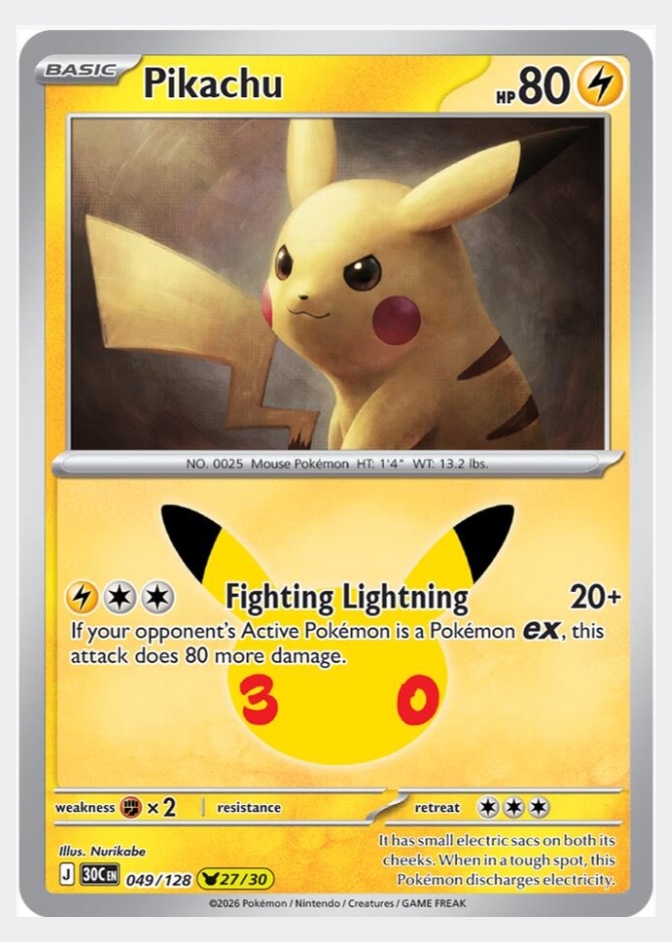 BASIC Pikachu HP 80
NO. 0025 Mouse Pokémon HT: 1'4" WT: 13.2 lbs.
Fighting Lightning 20+
If your opponent's Active Pokémon is a Pokémon ex, this
attack does 80 more damage.
3 0
weakness ×2 resistance retreat
Illus. Nurikabe
J 30C EN 049/128 27/30
It has small electric sacs on both its
cheeks. When in a tough spot, this
Pokémon discharges electricity.
©2026 Pokémon / Nintendo / Creatures / GAME FREAK